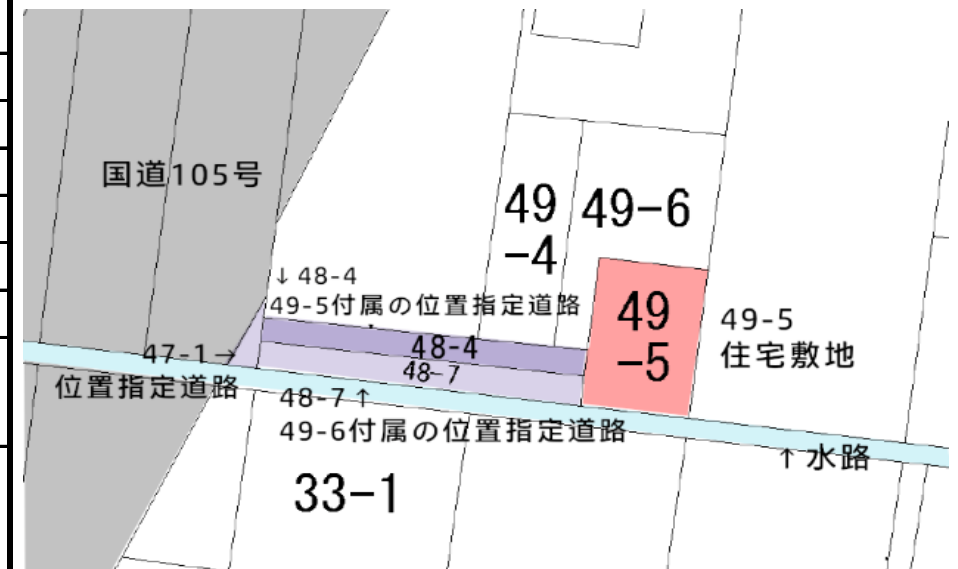 国道105号
49
-4
49-6
↓ 48-4
49-5付属の位置指定道路
49
-5
49-5
住宅敷地
48-4
48-7
47-1→
位置指定道路
48-7↑
49-6付属の位置指定道路
↑水路
33-1